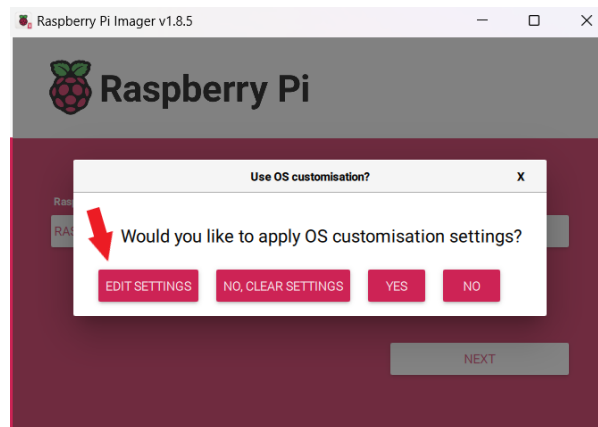 Raspberry Pi Imager v1.8.5
Raspberry Pi
Use OS customisation? X
Would you like to apply OS customisation settings?
EDIT SETTINGS NO, CLEAR SETTINGS YES NO
NEXT